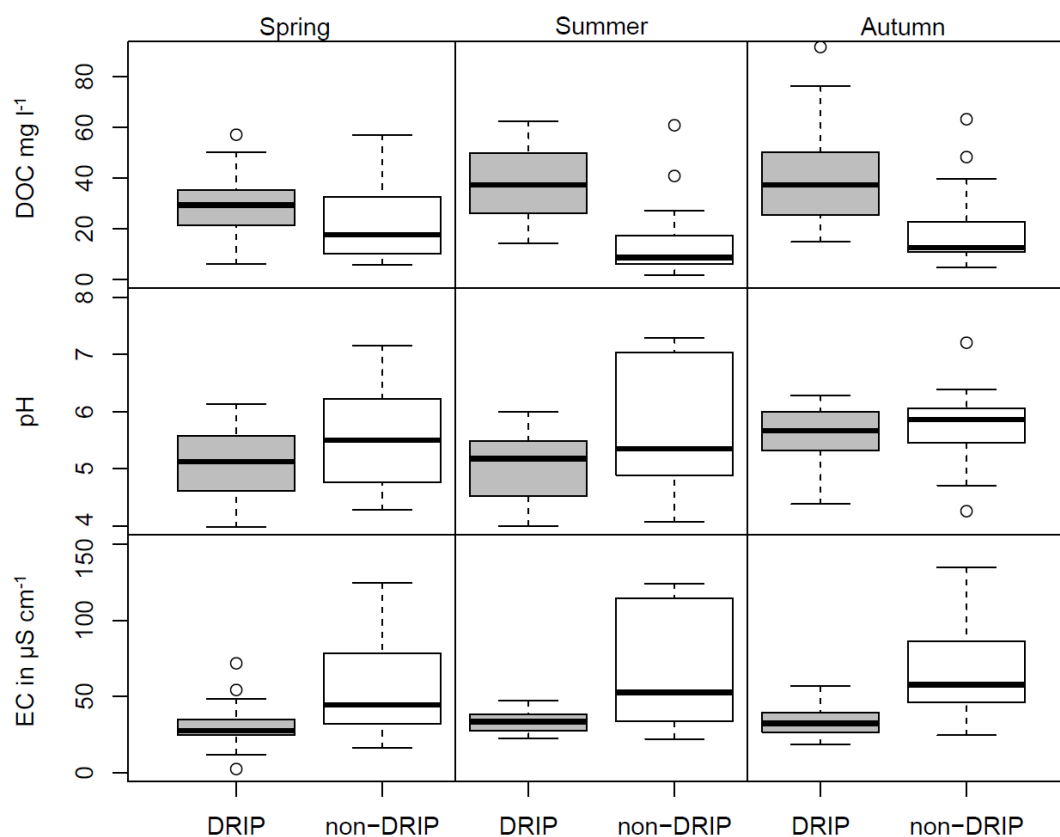 Spring Summer Autumn
DOC mg l⁻¹
80
60
40
20
0
pH
8
7
6
5
4
EC in µS cm⁻¹
150
100
50
0
DRIP non−DRIP DRIP non−DRIP DRIP non−DRIP